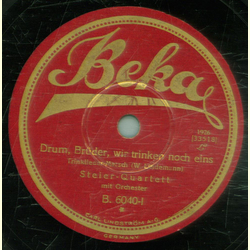 Beka
Drum, Brüder, wir trinken noch eins
Steier-Quartett
mit Orchester
B. 6040-I
GERMANY